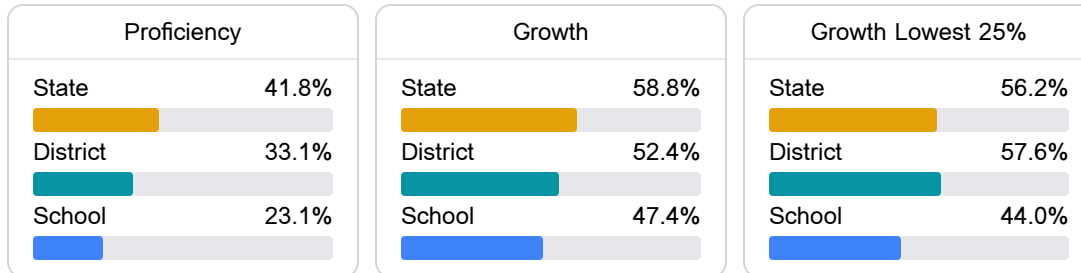 Proficiency
State 41.8%
District 33.1%
School 23.1%
Growth
State 58.8%
District 52.4%
School 47.4%
Growth Lowest 25%
State 56.2%
District 57.6%
School 44.0%